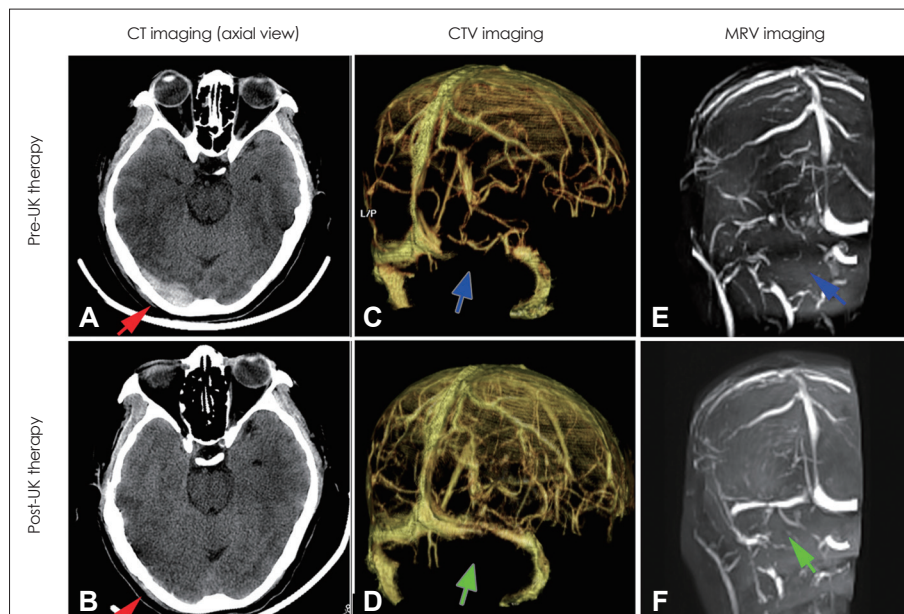 CT imaging (axial view) CTV imaging MRV imaging
Pre-UK therapy
L/P
A C E
Post-UK therapy
B D F